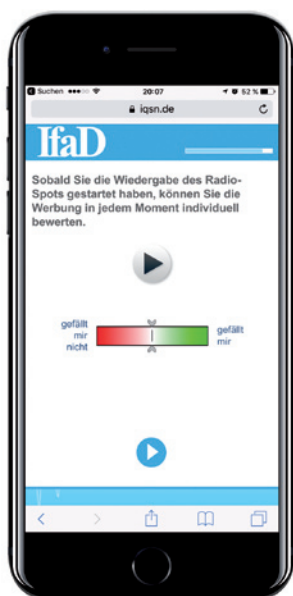 Suchen 20:07 52 %
iqsn.de
IfaD
Sobald Sie die Wiedergabe des Radio-
Spots gestartet haben, können Sie die
Werbung in jedem Moment individuell
bewerten.
gefällt
mir
nicht
gefällt
mir